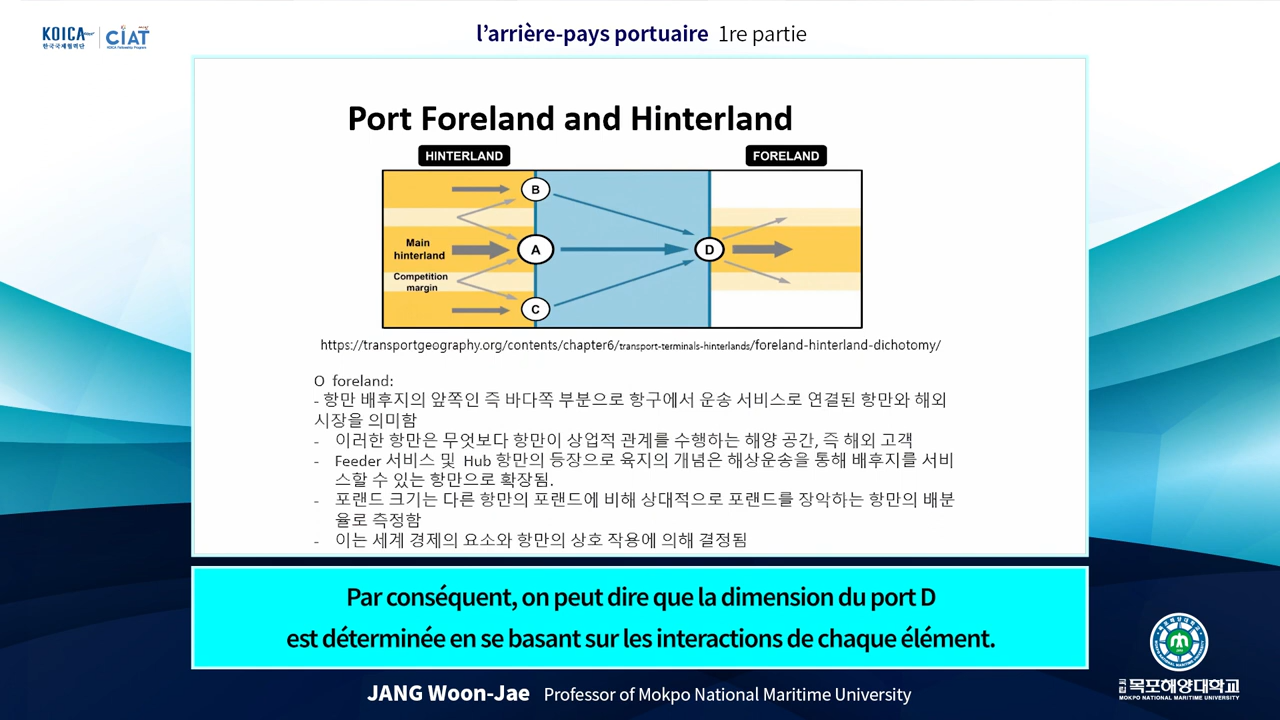 KOICA
한국국제협력단
CIAT
KOICA Fellowship Program
l'arrière-pays portuaire 1re partie
Port Foreland and Hinterland
HINTERLAND
FORELAND
B
Main hinterland
A
D
Competition margin
C
https://transportgeography.org/contents/chapter6/transport-terminals-hinterlands/foreland-hinterland-dichotomy/
O foreland:
- 항만 배후지의 앞쪽인 즉 바다쪽 부분으로 항구에서 운송 서비스로 연결된 항만와 해외
시장을 의미함
- 이러한 항만은 무엇보다 항만이 상업적 관계를 수행하는 해양 공간, 즉 해외 고객
- Feeder 서비스 및 Hub 항만의 등장으로 육지의 개념은 해상운송을 통해 배후지를 서비
스할 수 있는 항만으로 확장됨.
- 포랜드 크기는 다른 항만의 포랜드에 비해 상대적으로 포랜드를 장악하는 항만의 배분
율로 측정함
- 이는 세계 경제의 요소와 항만의 상호 작용에 의해 결정됨
Par conséquent, on peut dire que la dimension du port D
est déterminée en se basant sur les interactions de chaque élément.
JANG Woon-Jae Professor of Mokpo National Maritime University
국립 목포해양대학교
MOKPO NATIONAL MARITIME UNIVERSITY